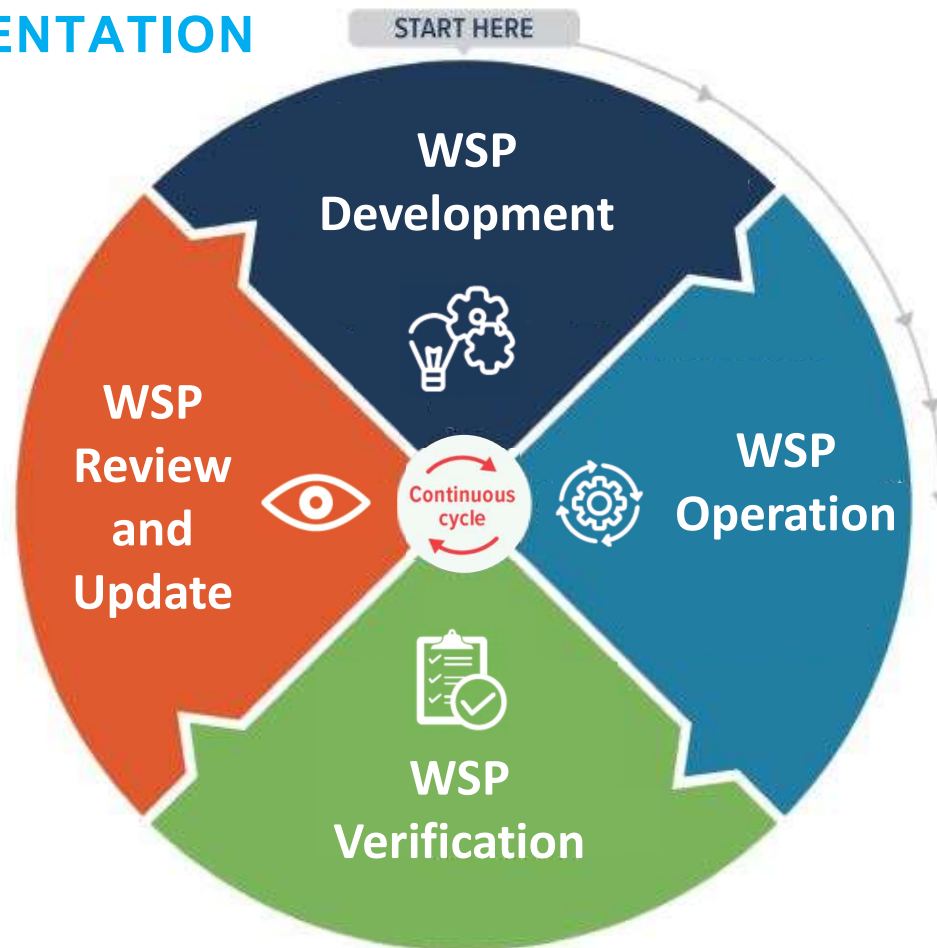 ENTATION
START HERE
WSP
Development
WSP
Operation
WSP
Verification
WSP
Review
and
Update
Continuous
cycle